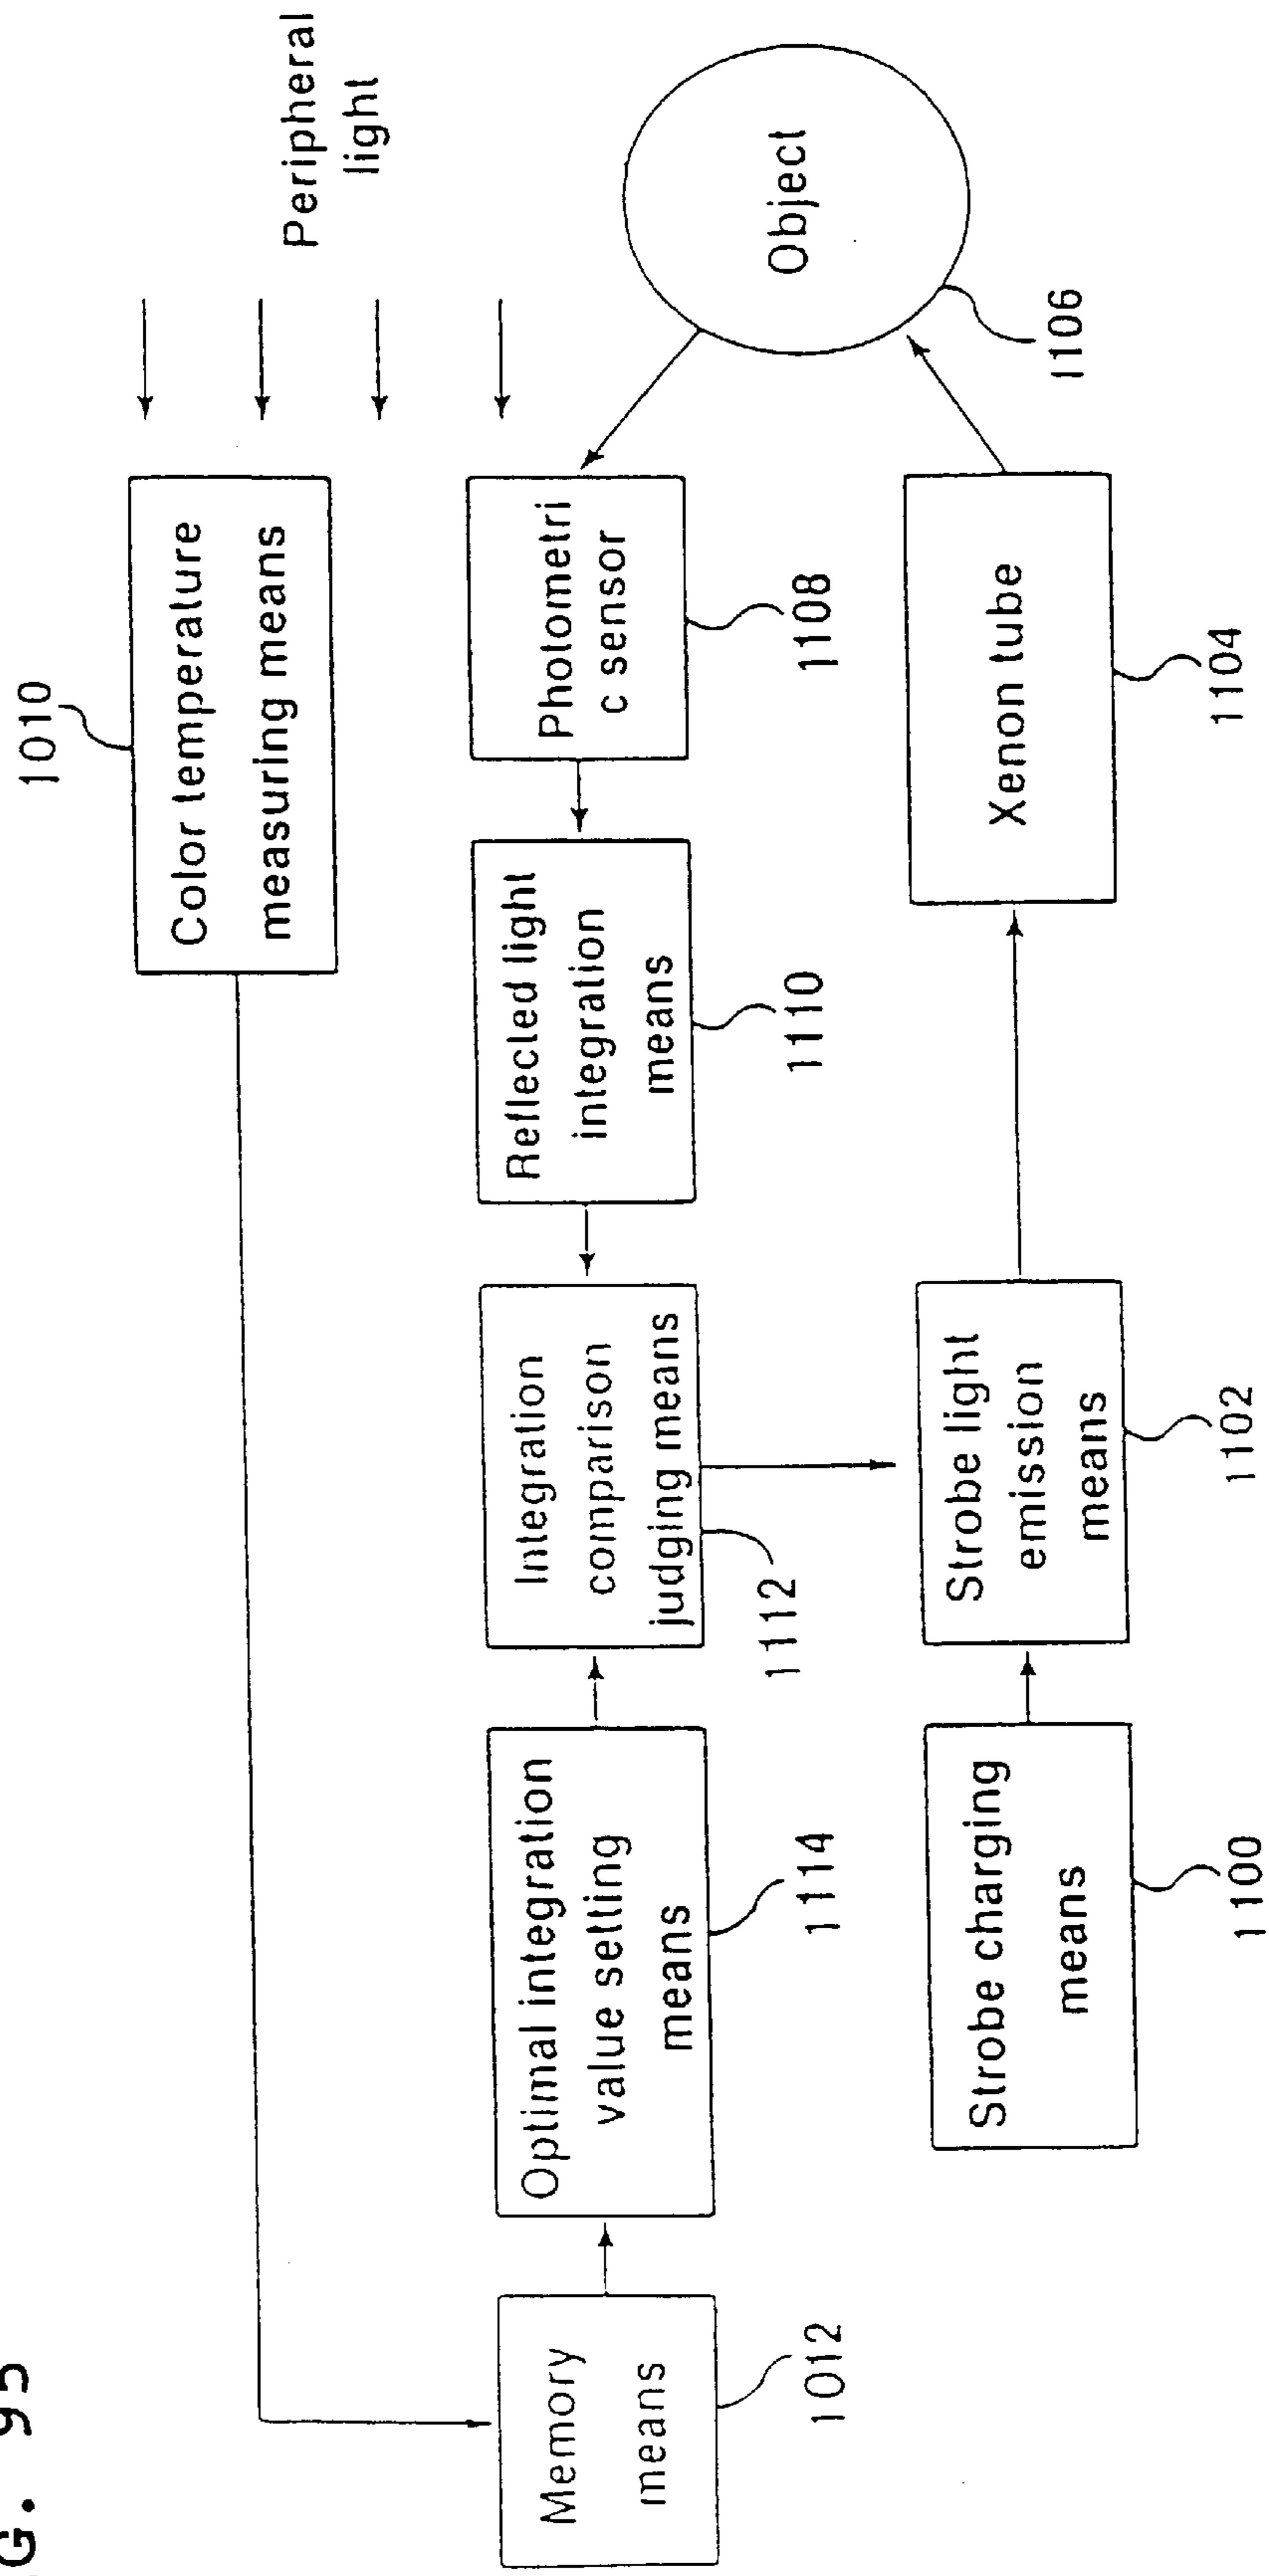 G. 95
1010
Color temperature
measuring means
Peripheral
light
Memory
means
1012
Optimal integration
value setting
means
1114
Integration
comparison
judging means
1112
Reflected light
integration
means
1110
Photometri
c sensor
1108
Object
1106
Strobe charging
means
1100
Strobe light
emission
means
1102
Xenon tube
1104